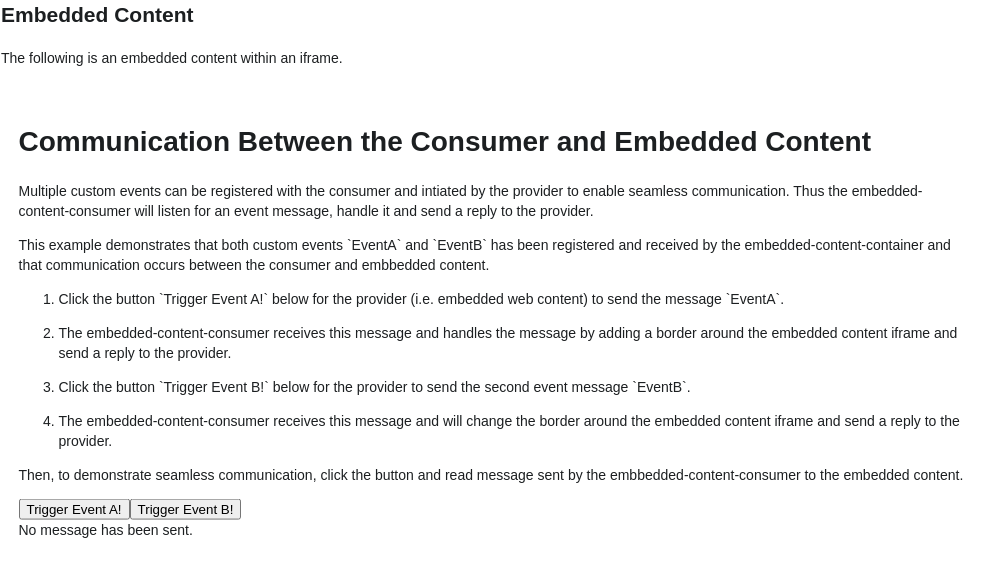 Embedded Content
The following is an embedded content within an iframe.
Communication Between the Consumer and Embedded Content
Multiple custom events can be registered with the consumer and intiated by the provider to enable seamless communication. Thus the embedded-
content-consumer will listen for an event message, handle it and send a reply to the provider.
This example demonstrates that both custom events `EventA` and `EventB` has been registered and received by the embedded-content-container and
that communication occurs between the consumer and embbedded content.
1. Click the button `Trigger Event A!` below for the provider (i.e. embedded web content) to send the message `EventA`.
2. The embedded-content-consumer receives this message and handles the message by adding a border around the embedded content iframe and
send a reply to the provider.
3. Click the button `Trigger Event B!` below for the provider to send the second event message `EventB`.
4. The embedded-content-consumer receives this message and will change the border around the embedded content iframe and send a reply to the
provider.
Then, to demonstrate seamless communication, click the button and read message sent by the embbedded-content-consumer to the embedded content.
Trigger Event A! Trigger Event B!
No message has been sent.